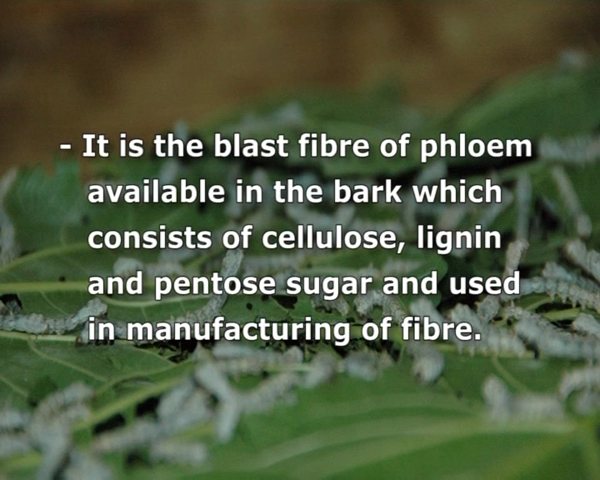 - It is the blast fibre of phloem
available in the bark which
consists of cellulose, lignin
and pentose sugar and used
in manufacturing of fibre.